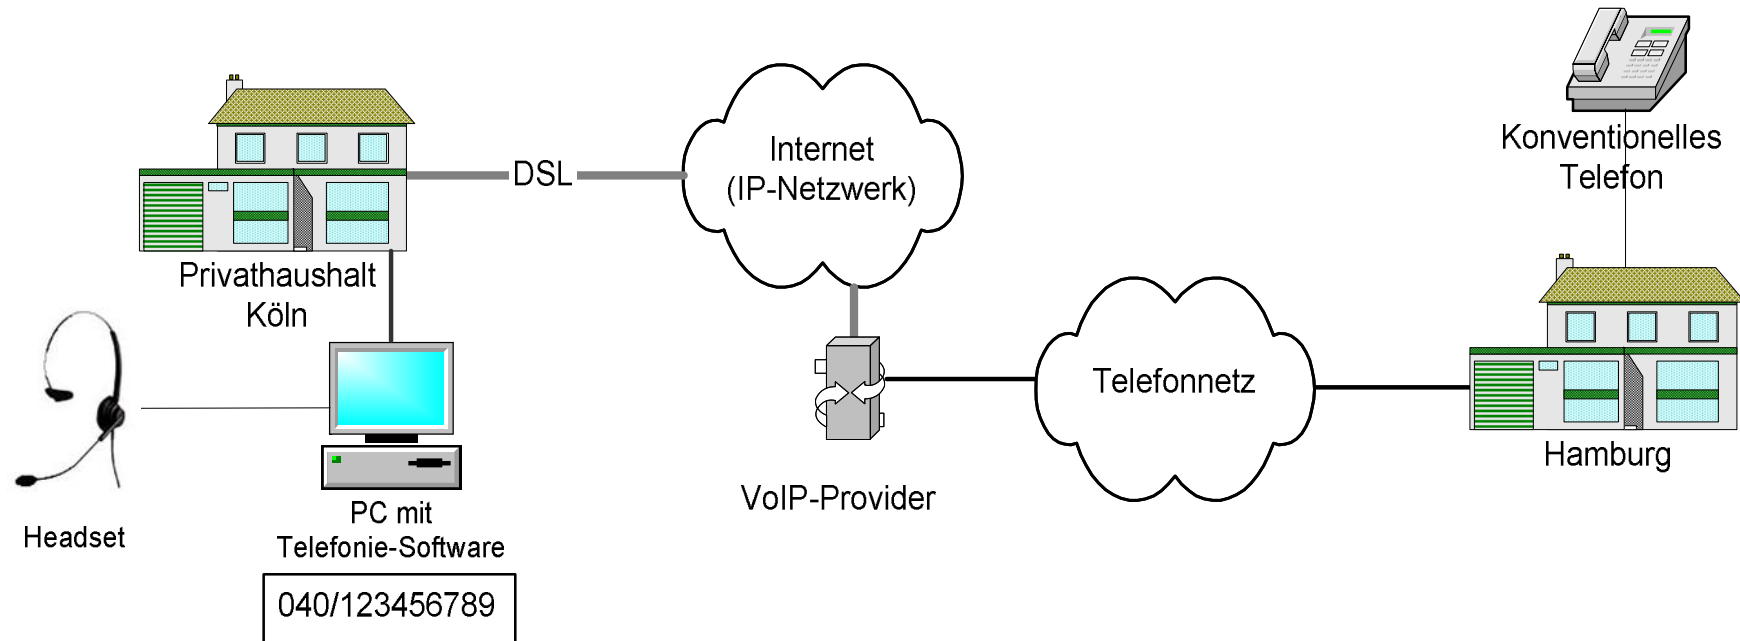 Konventionelles
Telefon
Internet
(IP-Netzwerk)
DSL
Privathaushalt
Köln
Telefonnetz
Hamburg
VoIP-Provider
Headset
PC mit
Telefonie-Software
040/123456789